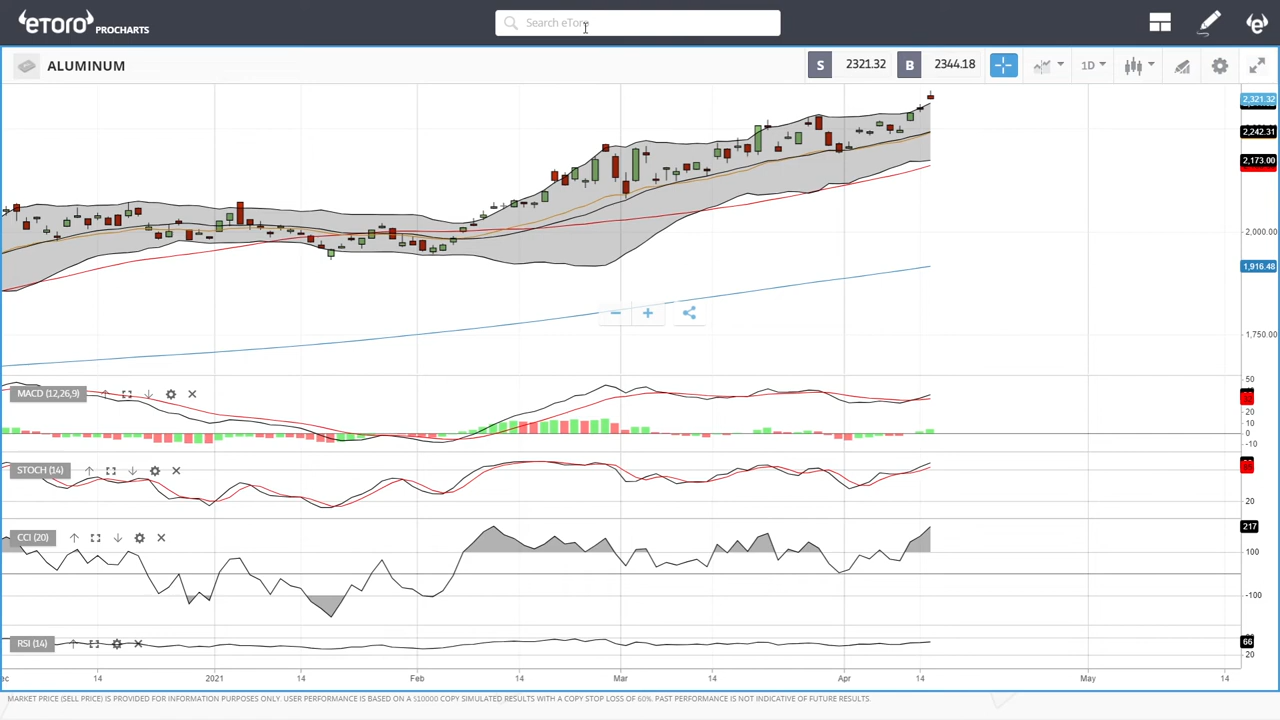 eToro PROCHARTS
Search eToro
ALUMINUM
S 2321.32 B 2344.18 1D
2,321.32
2,242.31
2,173.00
2,000.00
1,916.48
1,750.00
MACD (12,26,9)
50
20
10
0
-10
STOCH (14)
20
CCI (20)
217
100
-100
RSI (14)
66
20
ec 14 2021 14 Feb 14 Mar 14 Apr 14 May 14
MARKET PRICE (SELL PRICE) IS PROVIDED FOR INFORMATION PURPOSES ONLY. USER PERFORMANCE IS BASED ON A $10000 COPY SIMULATED RESULTS WITH A COPY STOP LOSS OF 60%. PAST PERFORMANCE IS NOT INDICATIVE OF FUTURE RESULTS.